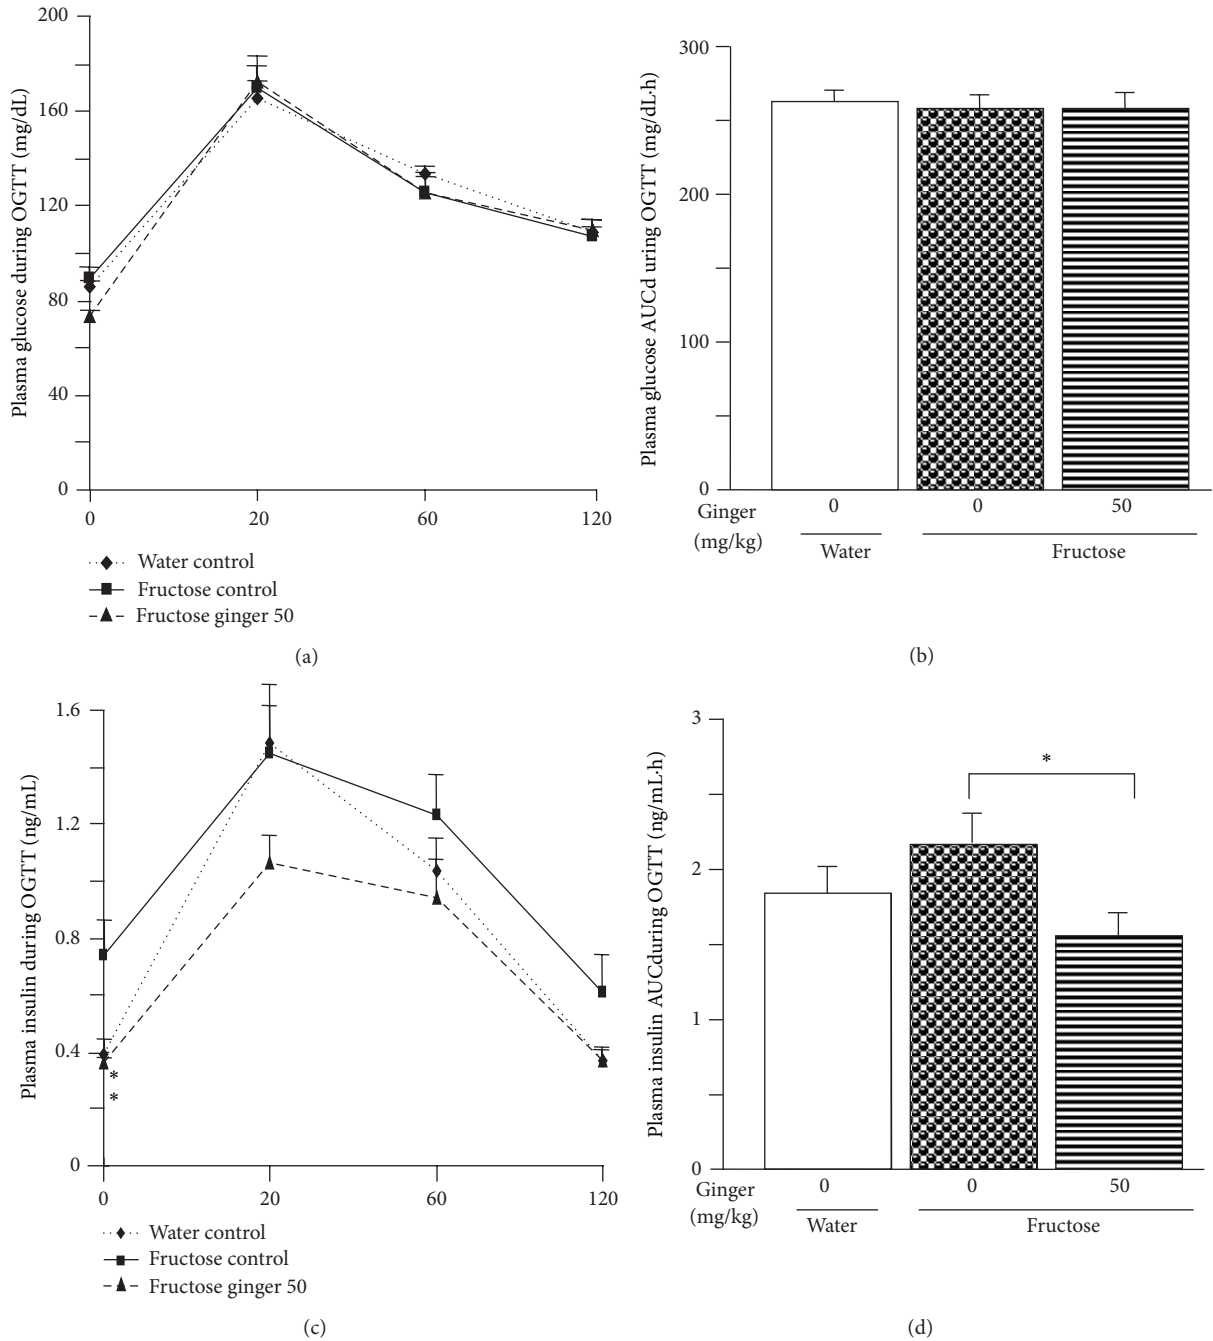 Plasma glucose during OGTT (mg/dL)
200
160
120
80
40
0
0 20 60 120
Water control
Fructose control
Fructose ginger 50
(a)
Plasma glucose AUCd uring OGTT (mg/dL·h)
300
200
100
0
Ginger 0 0 50
(mg/kg)
Water Fructose
(b)
Plasma insulin during OGTT (ng/mL)
1.6
1.2
0.8
0.4
0
*
*
0 20 60 120
Water control
Fructose control
Fructose ginger 50
(c)
Plasma insulin AUCduring OGTT (ng/mL·h)
3
2
1
0
*
Ginger 0 0 50
(mg/kg)
Water Fructose
(d)